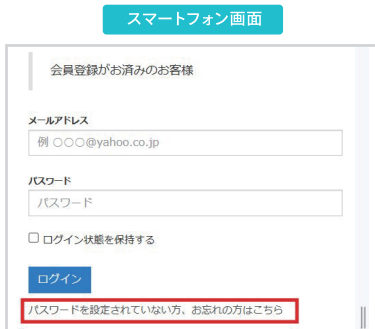 スマートフォン画面
会員登録がお済みのお客様
メールアドレス
例 〇〇〇@yahoo.co.jp
パスワード
パスワード
ログイン状態を保持する
ログイン
パスワードを設定されていない方、お忘れの方はこちら